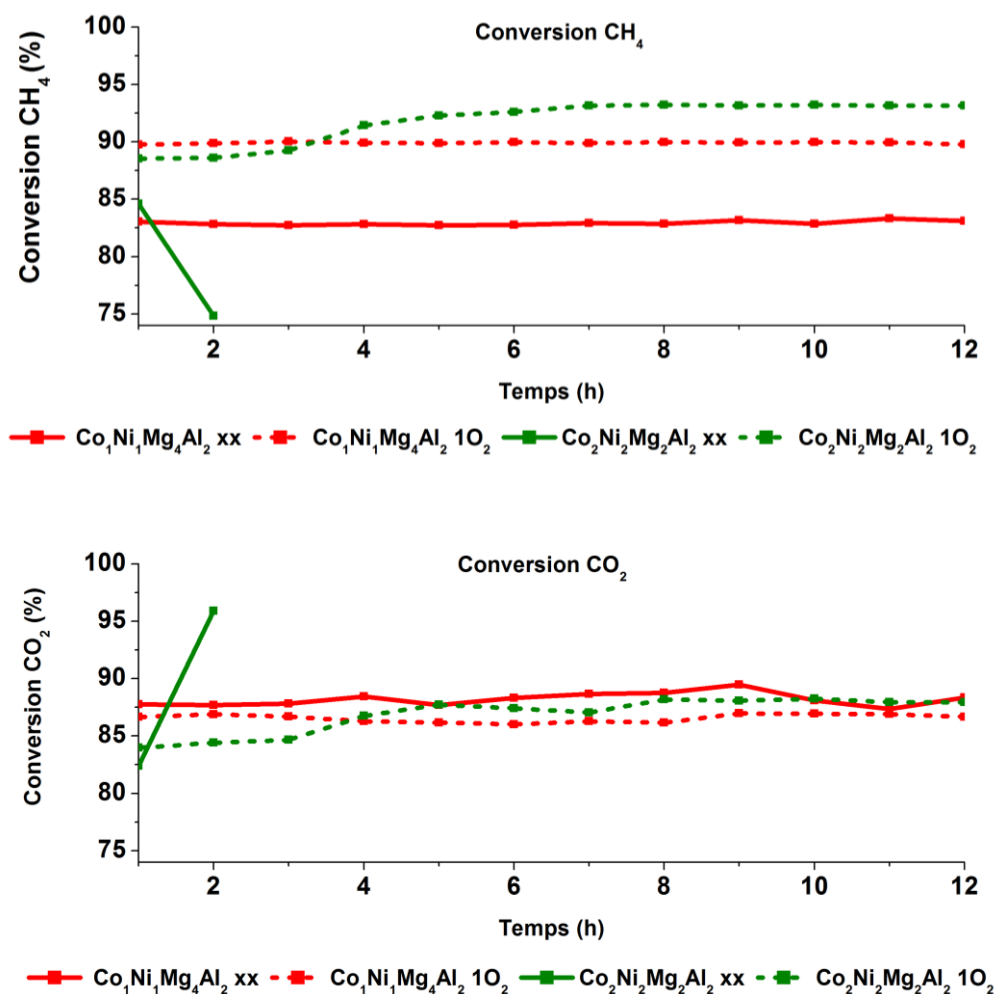 Conversion CH₄
Conversion CH₄ (%)
100
95
90
85
80
75
2 4 6 8 10 12
Temps (h)
Co₁Ni₁Mg₄Al₂ xx Co₁Ni₁Mg₄Al₂ 1O₂ Co₂Ni₂Mg₂Al₂ xx Co₂Ni₂Mg₂Al₂ 1O₂
Conversion CO₂
Conversion CO₂ (%)
100
95
90
85
80
75
2 4 6 8 10 12
Temps (h)
Co₁Ni₁Mg₄Al₂ xx Co₁Ni₁Mg₄Al₂ 1O₂ Co₂Ni₂Mg₂Al₂ xx Co₂Ni₂Mg₂Al₂ 1O₂